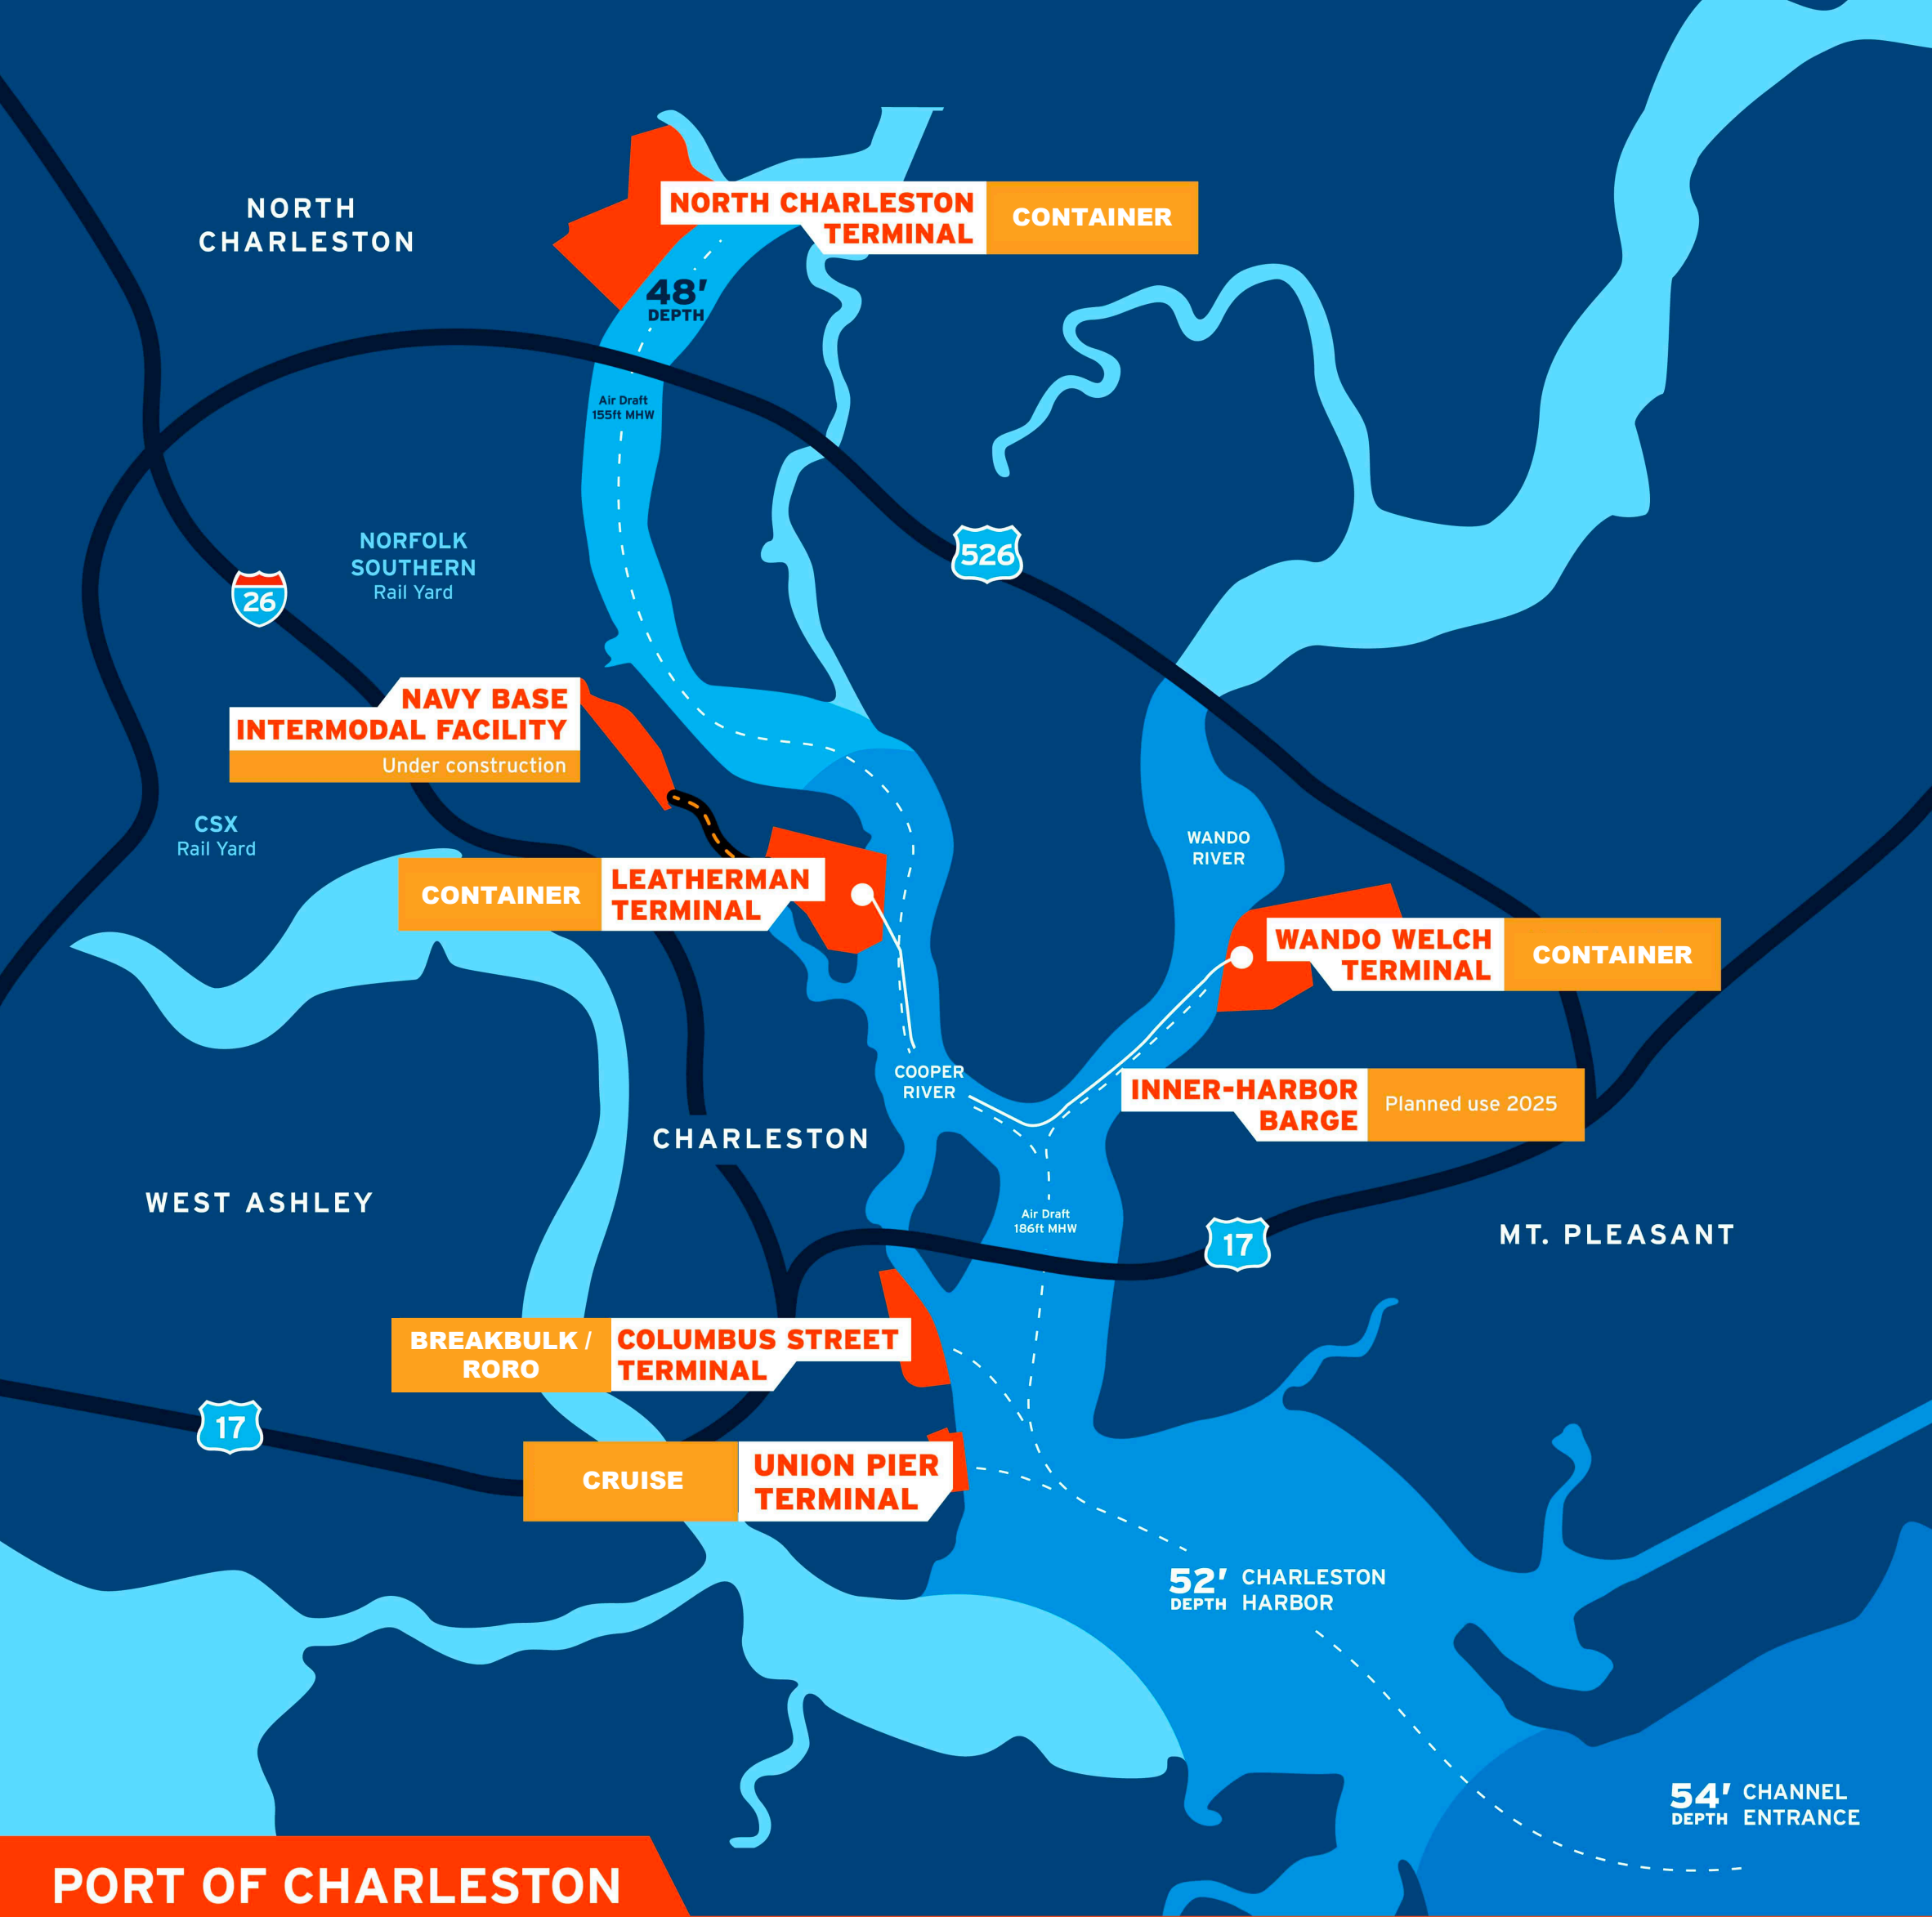 NORTH
CHARLESTON
NORTH CHARLESTON
TERMINAL
CONTAINER
48'
DEPTH
Air Draft
155ft MHW
526
NORFOLK
SOUTHERN
Rail Yard
26
NAVY BASE
INTERMODAL FACILITY
Under construction
CSX
Rail Yard
WANDO
RIVER
CONTAINER
LEATHERMAN
TERMINAL
WANDO WELCH
TERMINAL
CONTAINER
COOPER
RIVER
INNER-HARBOR
BARGE
Planned use 2025
CHARLESTON
WEST ASHLEY
Air Draft
186ft MHW
17
MT. PLEASANT
BREAKBULK /
RORO
COLUMBUS STREET
TERMINAL
17
CRUISE
UNION PIER
TERMINAL
52'
DEPTH
CHARLESTON
HARBOR
54'
DEPTH
CHANNEL
ENTRANCE
PORT OF CHARLESTON